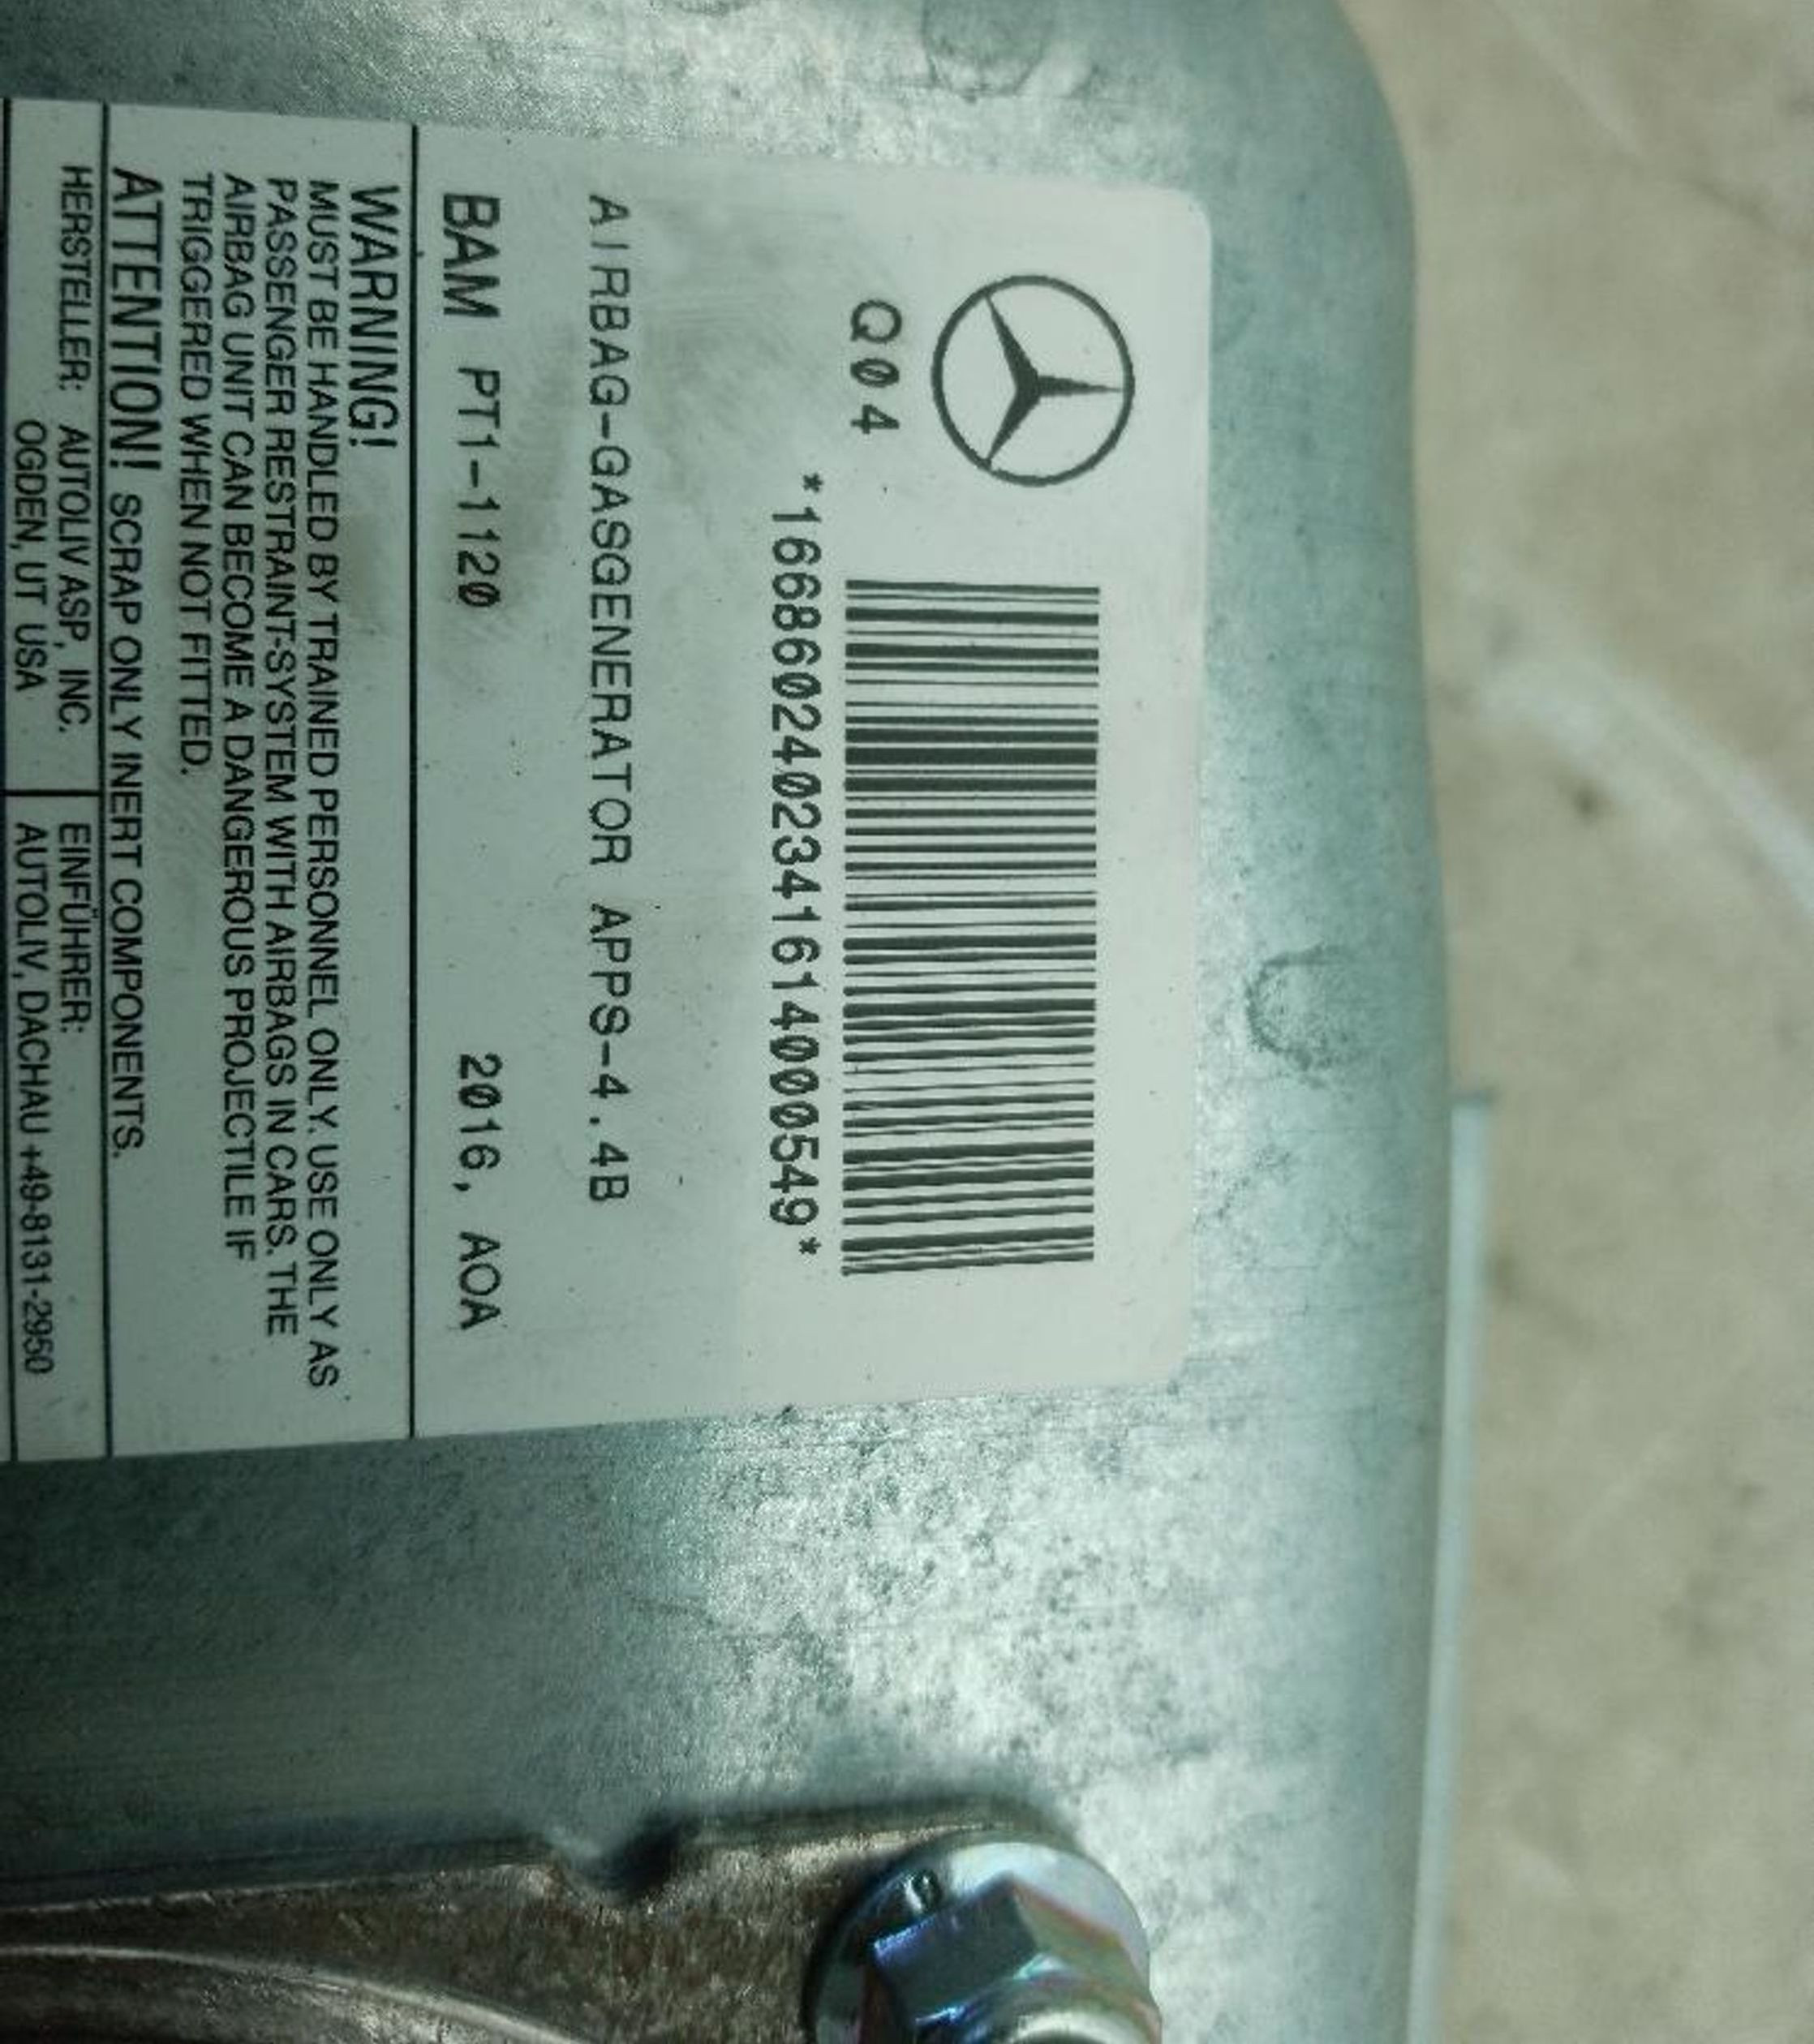 Q04
*16686024023416140005​49*
AIRBAG-GASGENERATOR APPS-4.4B
BAM PT1-1120 2016, AOA
WARNING!
MUST BE HANDLED BY TRAINED PERSONNEL ONLY. USE ONLY AS
PASSENGER RESTRAINT-SYSTEM WITH AIRBAGS IN CARS. THE
AIRBAG UNIT CAN BECOME A DANGEROUS PROJECTILE IF
TRIGGERED WHEN NOT FITTED.
ATTENTION! SCRAP ONLY INERT COMPONENTS.
HERSTELLER: AUTOLIV ASP, INC.
OGDEN, UT USA
EINFÜHRER:
AUTOLIV, DACHAU +49-8131-2950